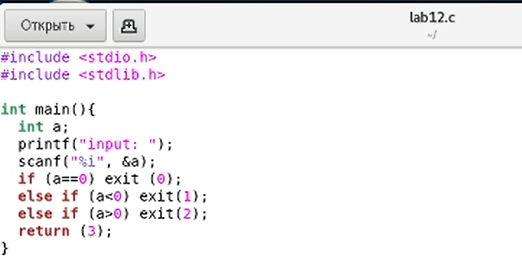 Открыть
lab12.c
~/
#include <stdio.h>
#include <stdlib.h>
int main(){
int a;
printf("input: ");
scanf("%i", &a);
if (a==0) exit (0);
else if (a<0) exit(1);
else if (a>0) exit(2);
return (3);
}